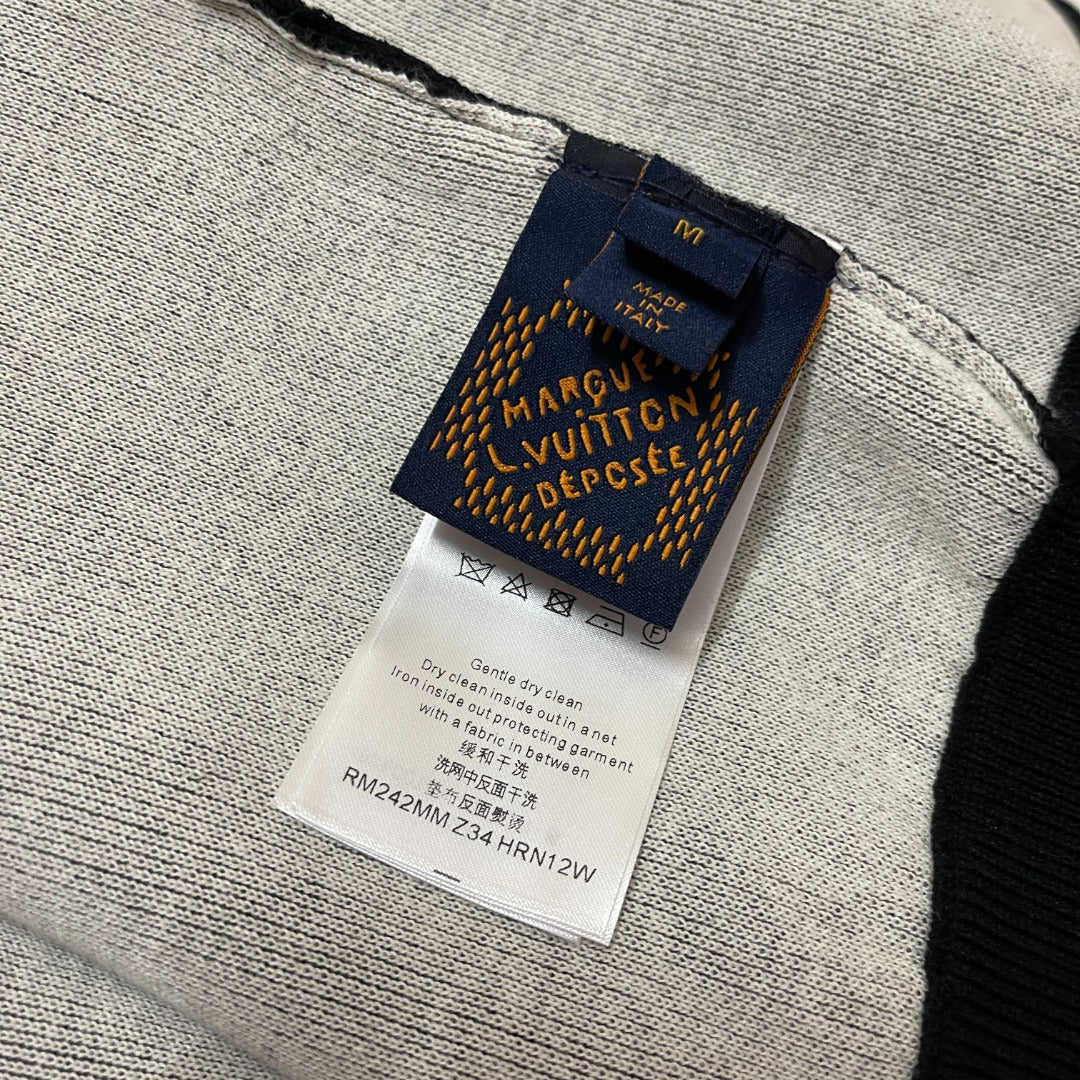 M
MADE
IN
ITALY
MARQUE
L.VUiTTON
DÉPOSÉE
F
Gentle dry clean
Dry clean inside out in a net
Iron inside out protecting garment
with a fabric in between
缓和干洗
洗网中反面干洗
垫布反面熨烫
RM242MM Z34 HRN12W